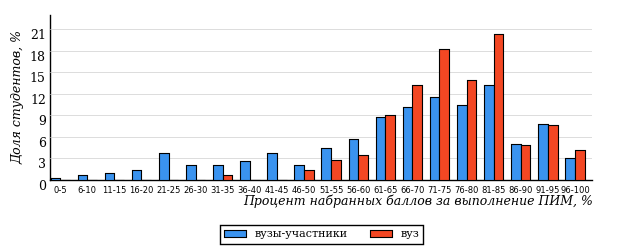 Доля студентов, %
21
18
15
12
9
6
3
0
0-5 6-10 11-15 16-20 21-25 26-30 31-35 36-40 41-45 46-50 51-55 56-60 61-65 66-70 71-75 76-80 81-85 86-90 91-95 96-100
Процент набранных баллов за выполнение ПИМ, %
вузы-участники вуз